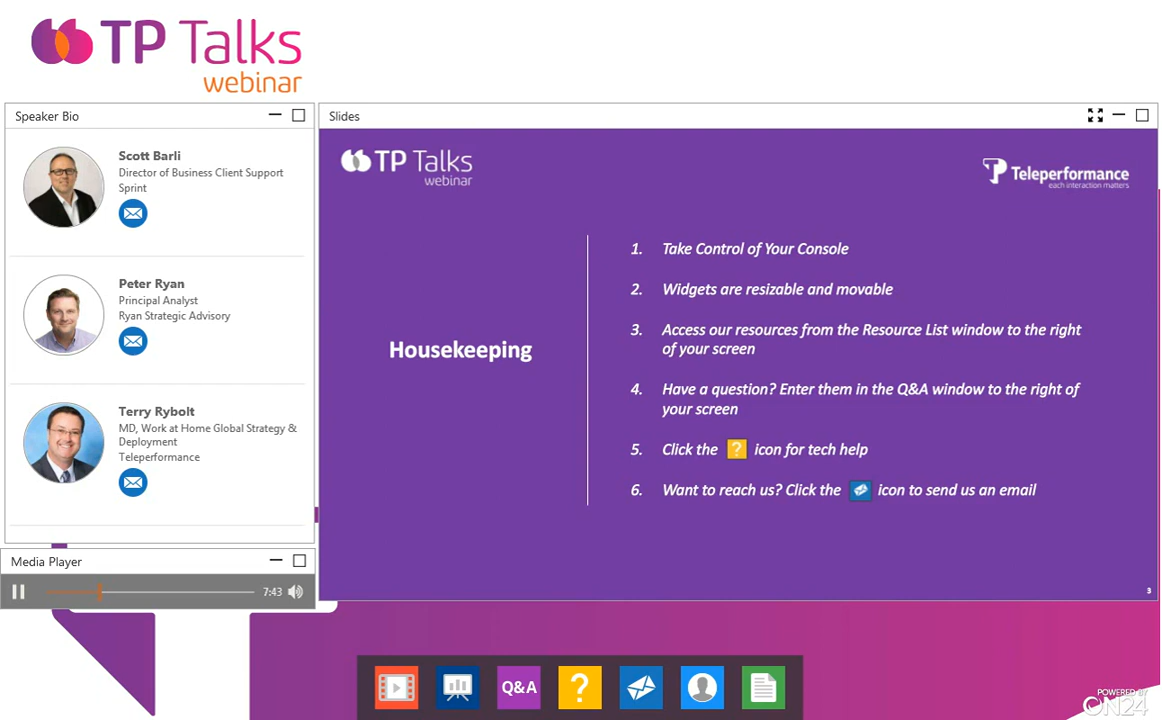 TP Talks
webinar
Speaker Bio
Scott Barli
Director of Business Client Support
Sprint
Peter Ryan
Principal Analyst
Ryan Strategic Advisory
Terry Rybolt
MD, Work at Home Global Strategy &
Deployment
Teleperformance
Media Player
7:43
Slides
TP Talks
webinar
Teleperformance
each interaction matters
Housekeeping
1. Take Control of Your Console
2. Widgets are resizable and movable
3. Access our resources from the Resource List window to the right
of your screen
4. Have a question? Enter them in the Q&A window to the right of
your screen
5. Click the ? icon for tech help
6. Want to reach us? Click the icon to send us an email
3
Q&A
?
POWERED BY
ON24